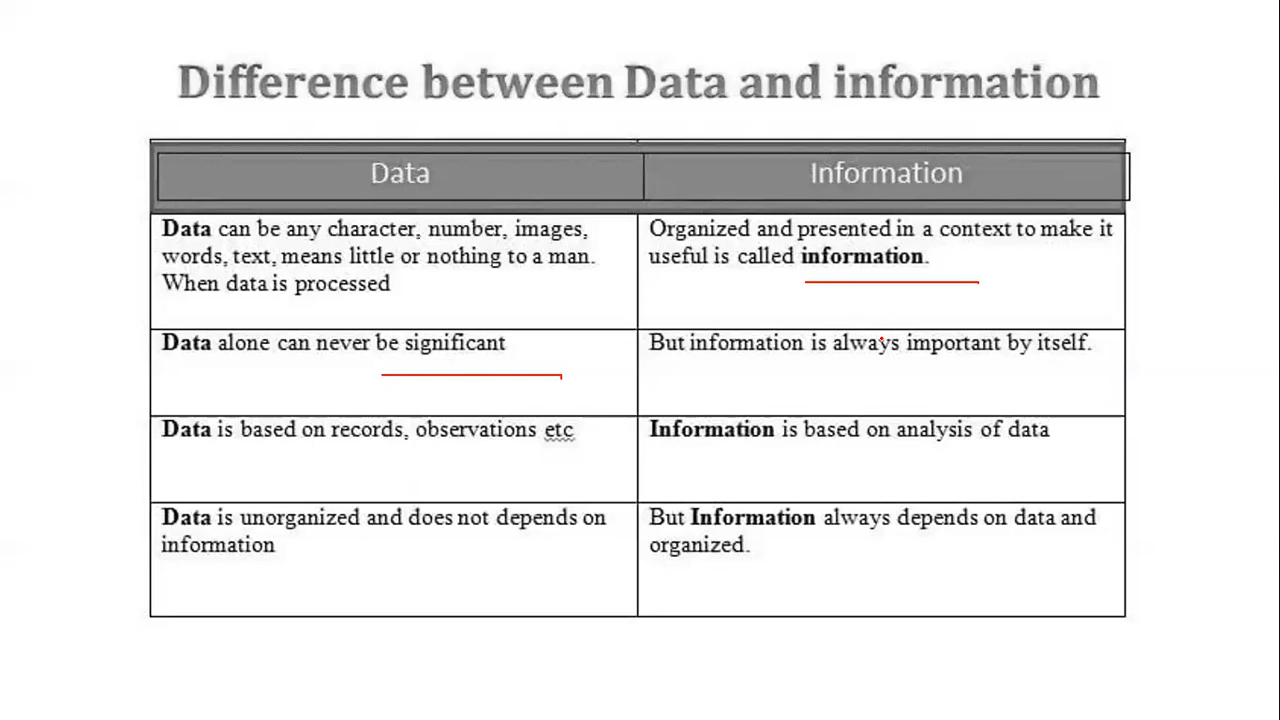 Difference between Data and information
Data
Information
Data can be any character, number, images,
words, text, means little or nothing to a man.
When data is processed
Organized and presented in a context to make it
useful is called information.
Data alone can never be significant
But information is always important by itself.
Data is based on records, observations etc
Information is based on analysis of data
Data is unorganized and does not depends on
information
But Information always depends on data and
organized.